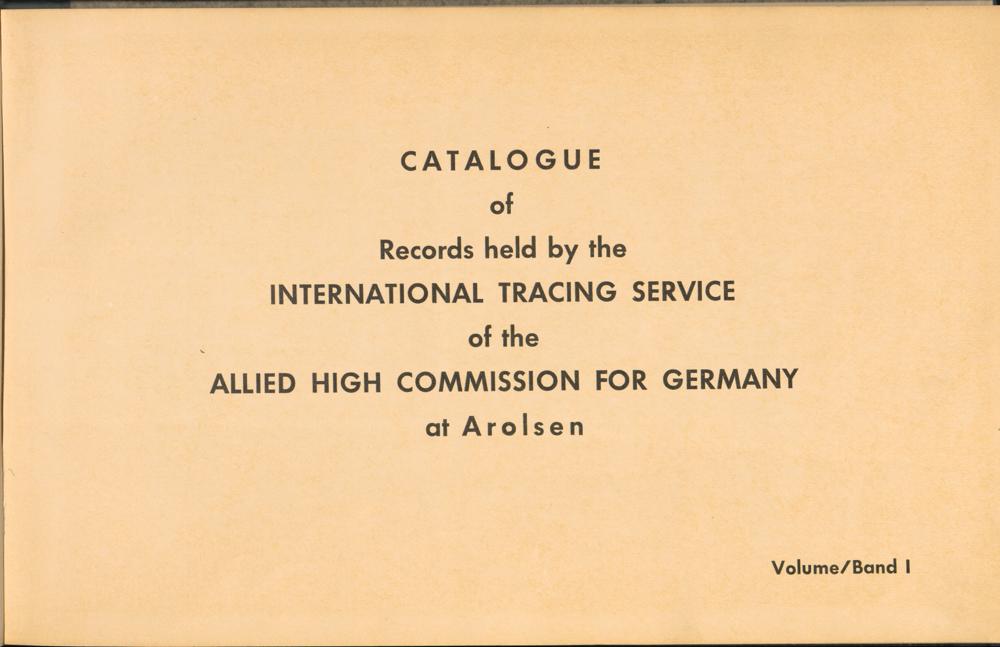 CATALOGUE
of
Records held by the
INTERNATIONAL TRACING SERVICE
of the
ALLIED HIGH COMMISSION FOR GERMANY
at Arolsen
Volume/Band I